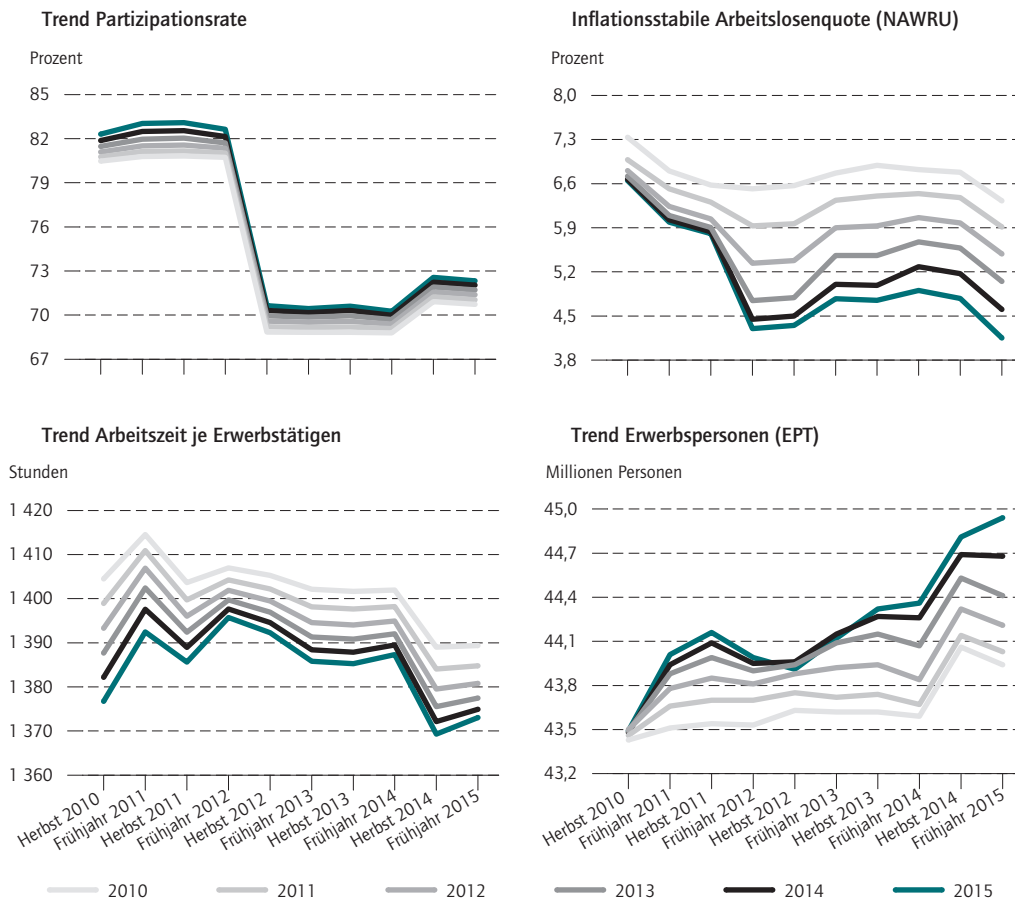 Trend Partizipationsrate
Prozent
85
82
79
76
73
70
67
Inflationsstabile Arbeitslosenquote (NAWRU)
Prozent
8,0
7,3
6,6
5,9
5,2
4,5
3,8
Trend Arbeitszeit je Erwerbstätigen
Stunden
1 420
1 410
1 400
1 390
1 380
1 370
1 360
Herbst 2010
Frühjahr 2011
Herbst 2011
Frühjahr 2012
Herbst 2012
Frühjahr 2013
Herbst 2013
Frühjahr 2014
Herbst 2014
Frühjahr 2015
Trend Erwerbspersonen (EPT)
Millionen Personen
45,0
44,7
44,4
44,1
43,8
43,5
43,2
Herbst 2010
Frühjahr 2011
Herbst 2011
Frühjahr 2012
Herbst 2012
Frühjahr 2013
Herbst 2013
Frühjahr 2014
Herbst 2014
Frühjahr 2015
2010 2011 2012 2013 2014 2015